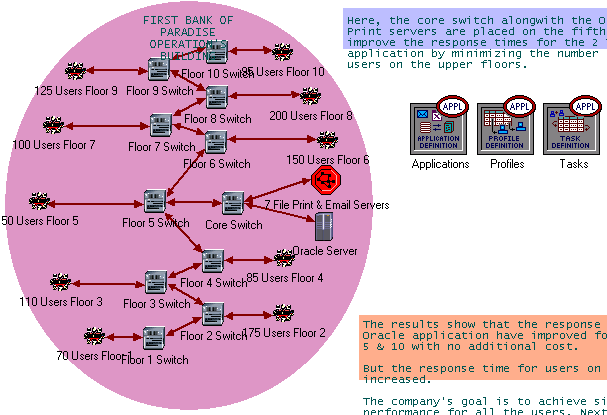 FIRST BANK OF
PARADISE
OPERATIONS
BUILDING
Floor 10 Switch
95 Users Floor 10
125 Users Floor 9
Floor 9 Switch
Floor 8 Switch
200 Users Floor 8
100 Users Floor 7
Floor 7 Switch
Floor 6 Switch
150 Users Floor 6
7 File Print & Email Servers
50 Users Floor 5
Floor 5 Switch
Core Switch
Oracle Server
Floor 4 Switch
85 Users Floor 4
110 Users Floor 3
Floor 3 Switch
Floor 2 Switch
175 Users Floor 2
70 Users Floor 1
Floor 1 Switch
Here, the core switch alongwith the O
Print servers are placed on the fifth
improve the response times for the 2
application by minimizing the number
users on the upper floors.
APPL
APPLICATION
DEFINITION
Applications
APPL
PROFILE
DEFINITION
Profiles
APPL
TASK
DEFINITION
Tasks
The results show that the response
Oracle application have improved fo
5 & 10 with no additional cost.
But the response time for users on
increased.
The company's goal is to achieve si
performance for all the users. Next